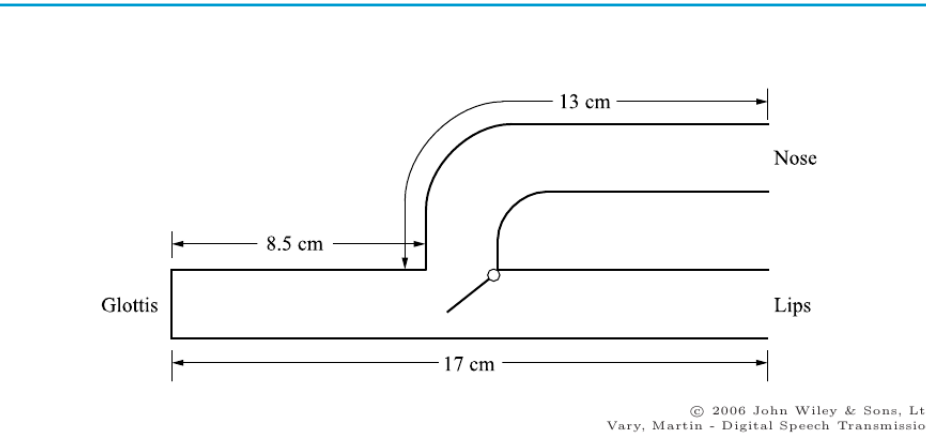 13 cm
Nose
8.5 cm
Glottis
Lips
17 cm
© 2006 John Wiley & Sons, Lt
Vary, Martin - Digital Speech Transmissio